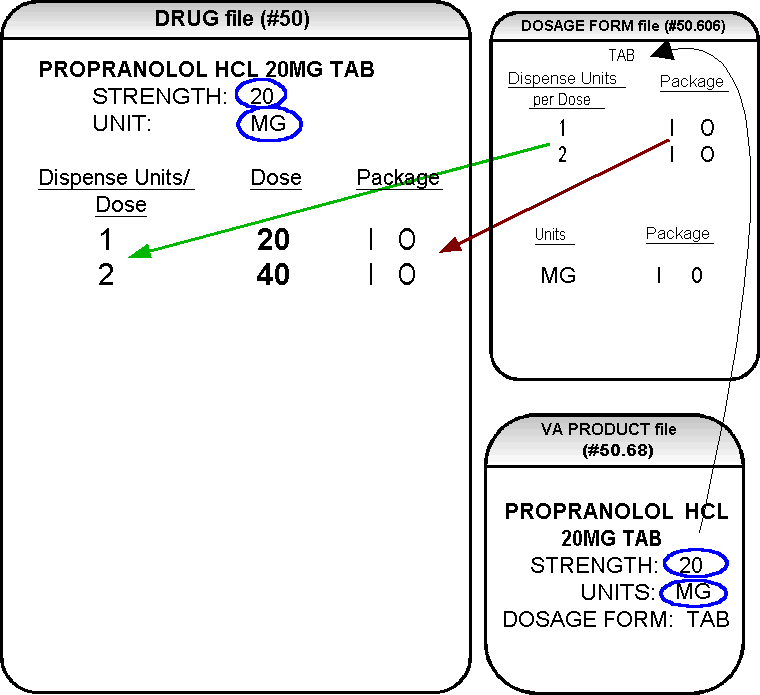 DRUG file (#50)
PROPRANOLOL HCL 20MG TAB
STRENGTH: 20
UNIT: MG
Dispense Units/ Dose Package
Dose
1 20 I O
2 40 I O
DOSAGE FORM file (#50.606)
TAB
Dispense Units Package
per Dose
1 I O
2 I O
Units Package
MG I 0
VA PRODUCT file
(#50.68)
PROPRANOLOL HCL
20MG TAB
STRENGTH: 20
UNITS: MG
DOSAGE FORM: TAB